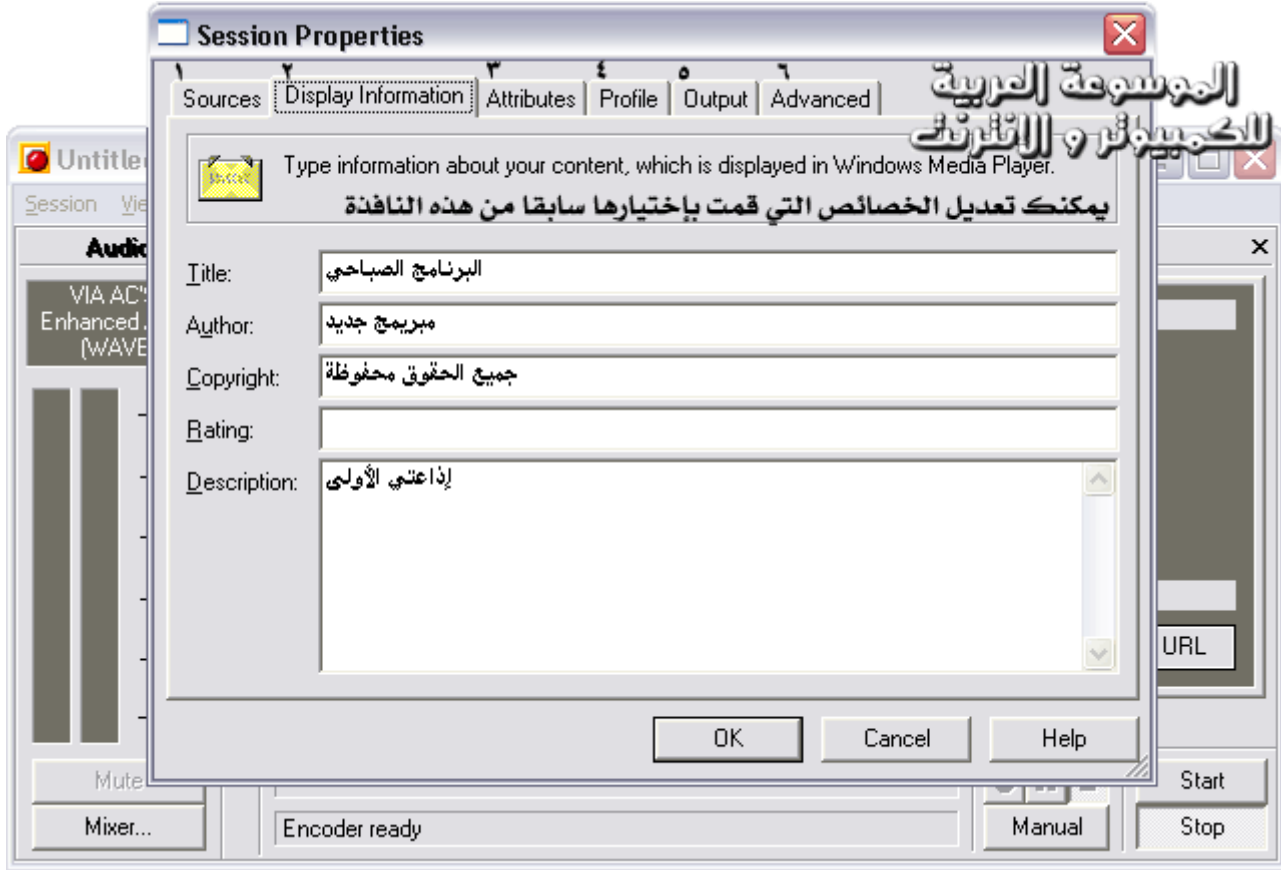 Session Properties
١ ٢ ٣ ٤ ٥ ٦
Sources Display Information Attributes Profile Output Advanced
الموسوعة العربية
للكمبيوتر و الانترنت
Type information about your content, which is displayed in Windows Media Player.
يمكنك تعديل الخصائص التي قمت بإختيارها سابقا من هذه النافذة
Title: البرنامج الصباحي
Author: مبريمج جديد
Copyright: جميع الحقوق محفوظة
Rating:
Description: إذاعتي الأولى
OK Cancel Help
Session
VIA AC'
Enhanced
(WAVE
URL
Mute Start
Mixer... Encoder ready Manual Stop